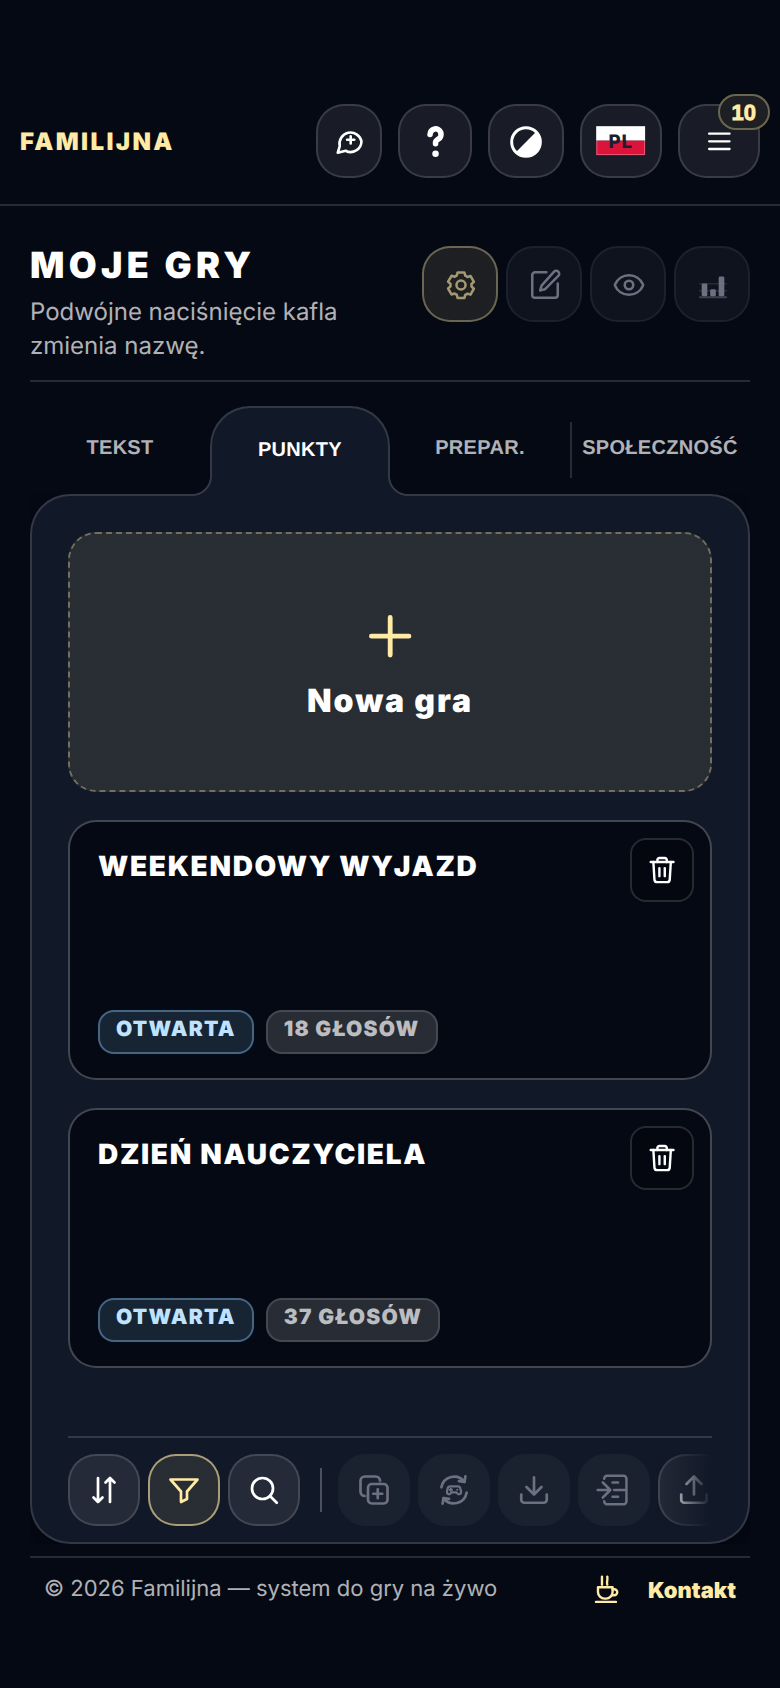 FAMILIJNA
PL
10
MOJE GRY
Podwójne naciśnięcie kafla
zmienia nazwę.
TEKST
PUNKTY
PREPAR.
SPOŁECZNOŚĆ
Nowa gra
WEEKENDOWY WYJAZD
OTWARTA
18 GŁOSÓW
DZIEŃ NAUCZYCIELA
OTWARTA
37 GŁOSÓW
© 2026 Familijna — system do gry na żywo
Kontakt